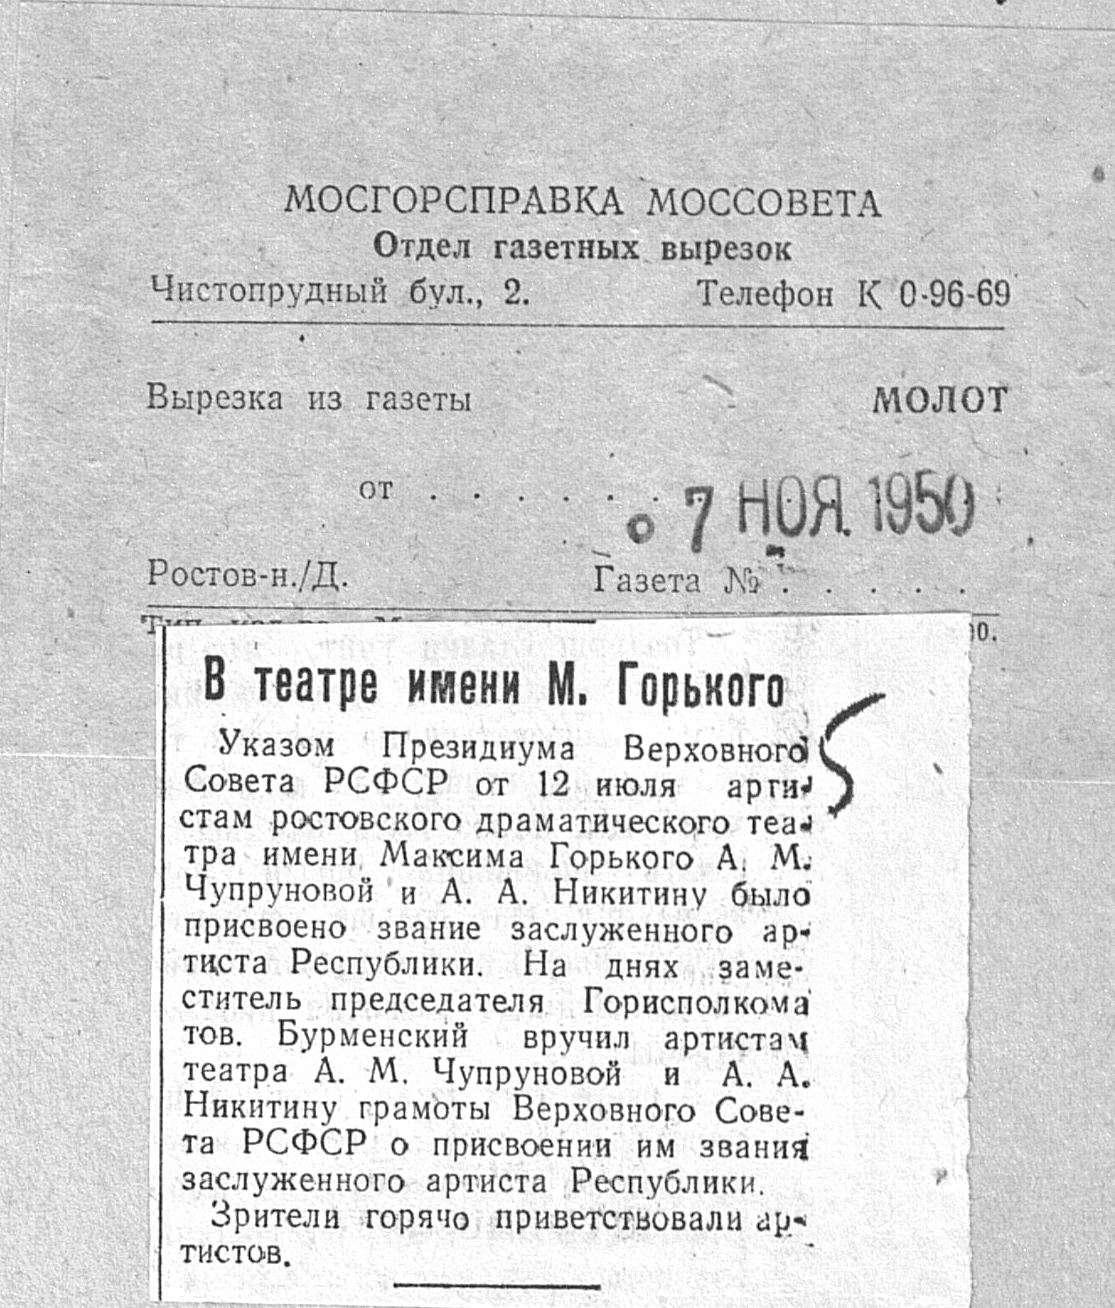 МОСГОРСПРАВКА МОССОВЕТА
Отдел газетных вырезок
Чистопрудный бул., 2. Телефон К 0-96-69
Вырезка из газеты МОЛОТ
от . . . . . . 7 НОЯ. 1950
Ростов-н./Д. Газета № . . . . .
В театре имени М. Горького
Указом Президиума Верховного
Совета РСФСР от 12 июля арти-
стам ростовского драматического теа-
тра имени Максима Горького А. М.
Чупруновой и А. А. Никитину было
присвоено звание заслуженного ар-
тиста Республики. На днях заме-
ститель председателя Горисполкома
тов. Бурменский вручил артистам
театра А. М. Чупруновой и А. А.
Никитину грамоты Верховного Сове-
та РСФСР о присвоении им звания
заслуженного артиста Республики.
Зрители горячо приветствовали ар-
тистов.